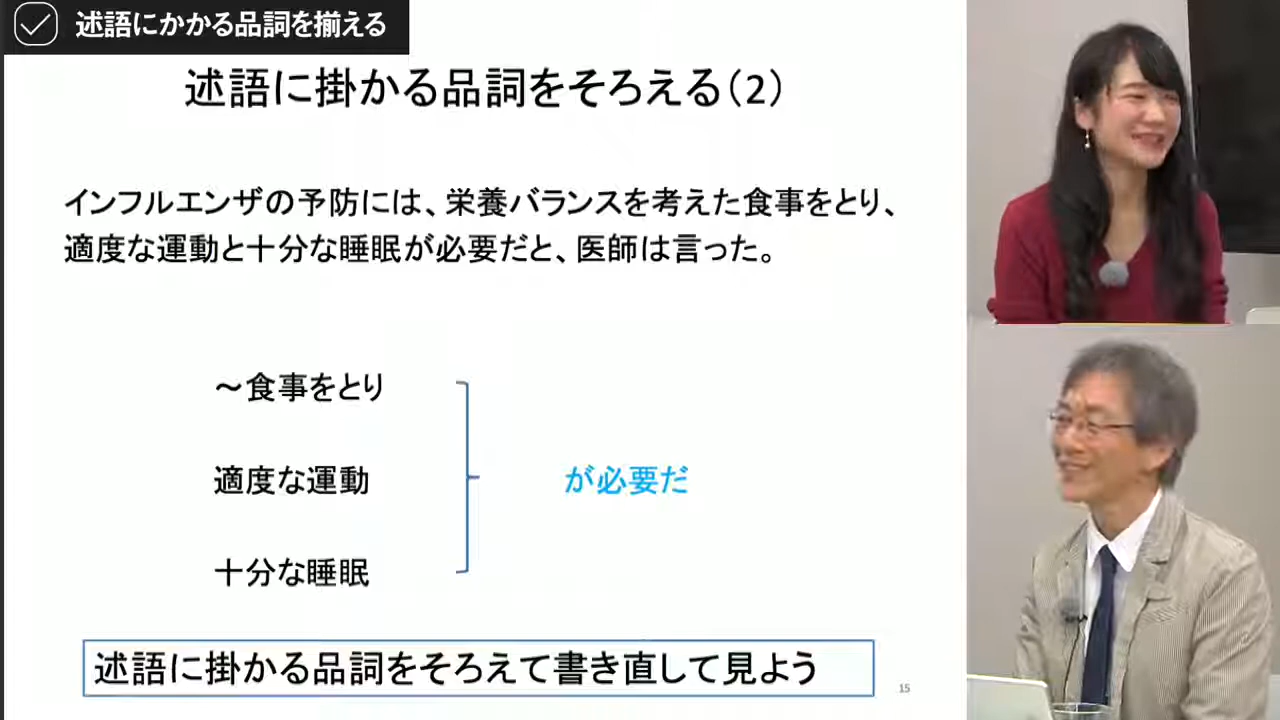 述語にかかる品詞を揃える
述語に掛かる品詞をそろえる(2)
インフルエンザの予防には、栄養バランスを考えた食事をとり、
適度な運動と十分な睡眠が必要だと、医師は言った。
～食事をとり
適度な運動
が必要だ
十分な睡眠
述語に掛かる品詞をそろえて書き直して見よう
15